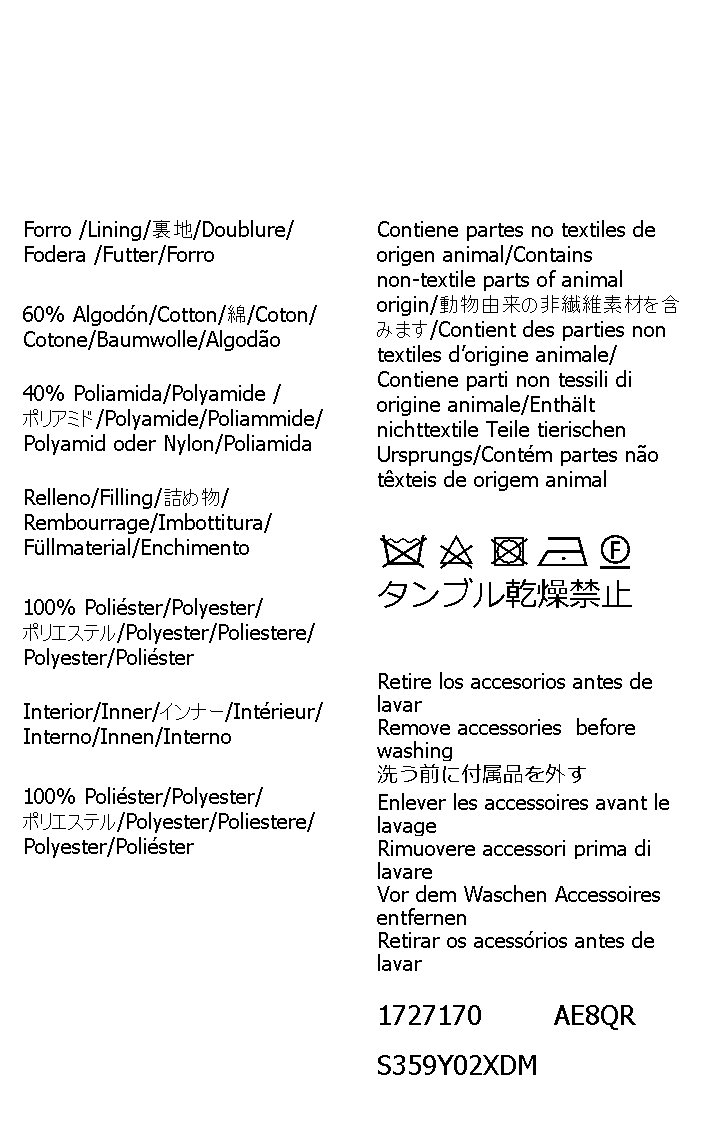 Forro /Lining/裏地/Doublure/
Fodera /Futter/Forro
60% Algodón/Cotton/綿/Coton/
Cotone/Baumwolle/Algodão
40% Poliamida/Polyamide /
ポリアミド/Polyamide/Poliammide/
Polyamid oder Nylon/Poliamida
Relleno/Filling/詰め物/
Rembourrage/Imbottitura/
Füllmaterial/Enchimento
100% Poliéster/Polyester/
ポリエステル/Polyester/Poliestere/
Polyester/Poliéster
Interior/Inner/インナー/Intérieur/
Interno/Innen/Interno
100% Poliéster/Polyester/
ポリエステル/Polyester/Poliestere/
Polyester/Poliéster
Contiene partes no textiles de
origen animal/Contains
non-textile parts of animal
origin/動物由来の非繊維素材を含
みます/Contient des parties non
textiles d’origine animale/
Contiene parti non tessili di
origine animale/Enthält
nichttextile Teile tierischen
Ursprungs/Contém partes não
têxteis de origem animal
F
タンブル乾燥禁止
Retire los accesorios antes de
lavar
Remove accessories  before
washing
洗う前に付属品を外す
Enlever les accessoires avant le
lavage
Rimuovere accessori prima di
lavare
Vor dem Waschen Accessoires
entfernen
Retirar os acessórios antes de
lavar
1727170 AE8QR
S359Y02XDM